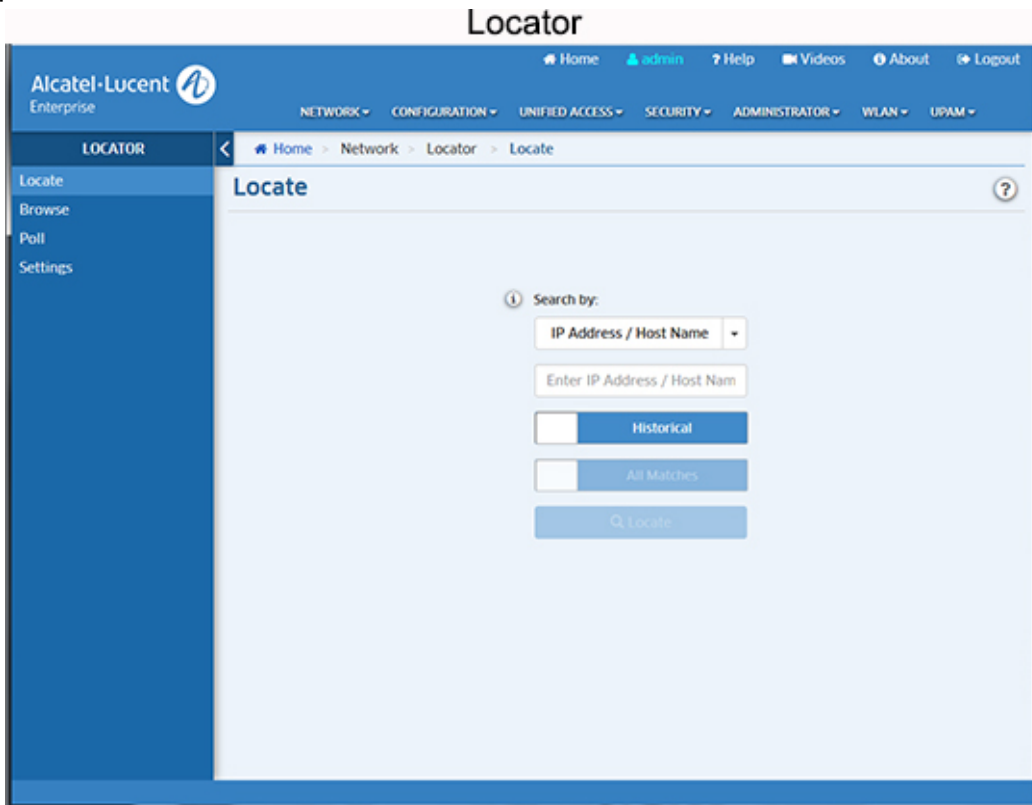 Locator
Home admin ? Help Videos About Logout
Alcatel·Lucent
Enterprise
NETWORK CONFIGURATION UNIFIED ACCESS SECURITY ADMINISTRATOR WLAN UPAM
LOCATOR
Home > Network > Locator > Locate
Locate
Browse
Poll
Settings
Locate
?
Search by:
IP Address / Host Name
Enter IP Address / Host Nam
Historical
All Matches
Locate